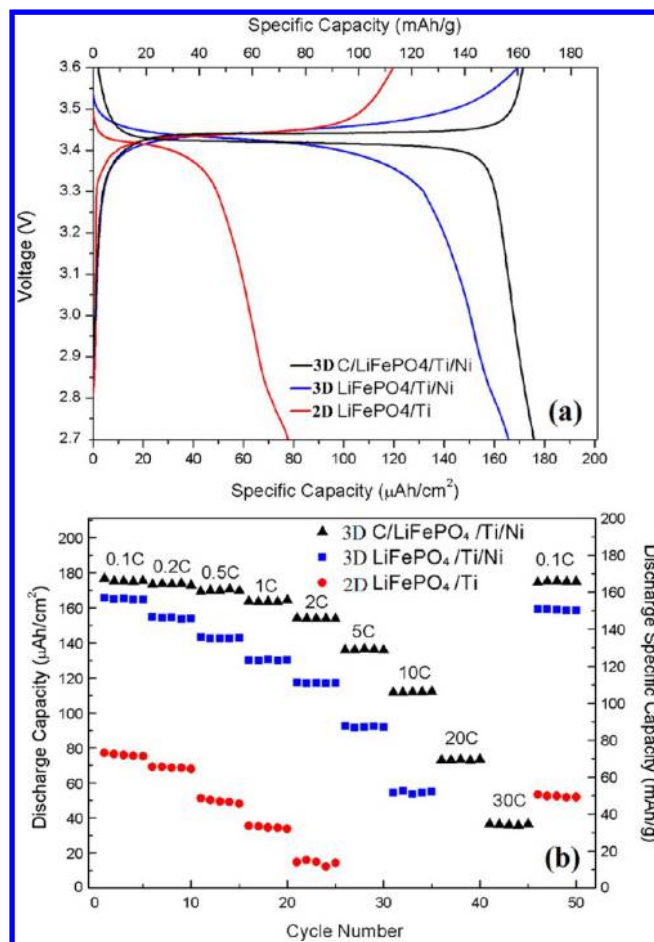 Specific Capacity (mAh/g)
0 20 40 60 80 100 120 140 160 180
3.6
3.5
3.4
3.3
3.2
3.1
3.0
2.9
2.8
2.7
Voltage (V)
3D C/LiFePO4/Ti/Ni
3D LiFePO4/Ti/Ni
2D LiFePO4/Ti
(a)
0 20 40 60 80 100 120 140 160 180 200
Specific Capacity (μAh/cm²)
Discharge Capacity (μAh/cm²)
200
180
160
140
120
100
80
60
40
20
0
3D C/LiFePO₄ /Ti/Ni
3D LiFePO₄ /Ti/Ni
2D LiFePO₄ /Ti
0.1C
0.2C
0.5C
1C
2C
5C
10C
20C
30C
0.1C
(b)
200
180
160
140
120
100
80
60
40
20
0
Discharge Specific Capacity (mAh/g)
0 10 20 30 40 50
Cycle Number